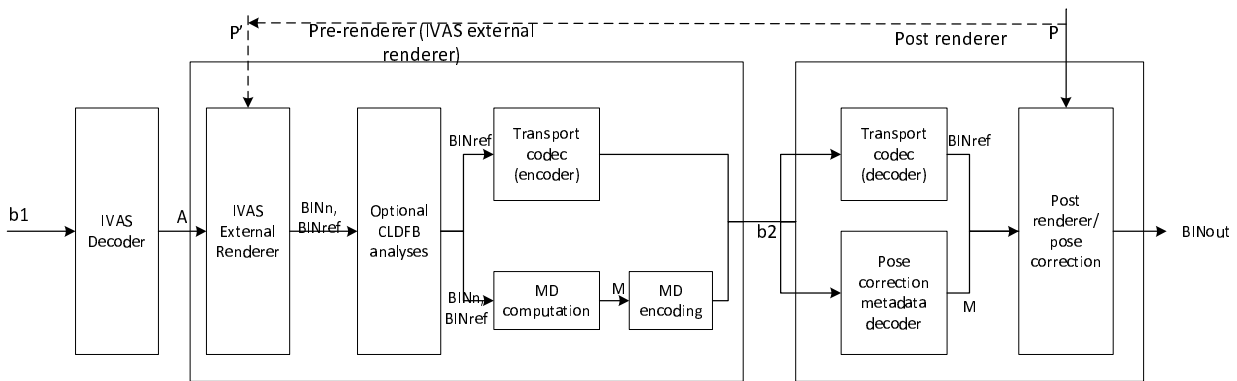 P'
Pre-renderer (IVAS external
renderer)
Post renderer
P
b1
IVAS
Decoder
A
IVAS
External
Renderer
BINn,
BINref
Optional
CLDFB
analyses
BINref
Transport
codec
(encoder)
BINn,
BINref
MD
computation
M
MD
encoding
b2
Transport
codec
(decoder)
BINref
Pose
correction
metadata
decoder
M
Post
renderer/
pose
correction
BINout